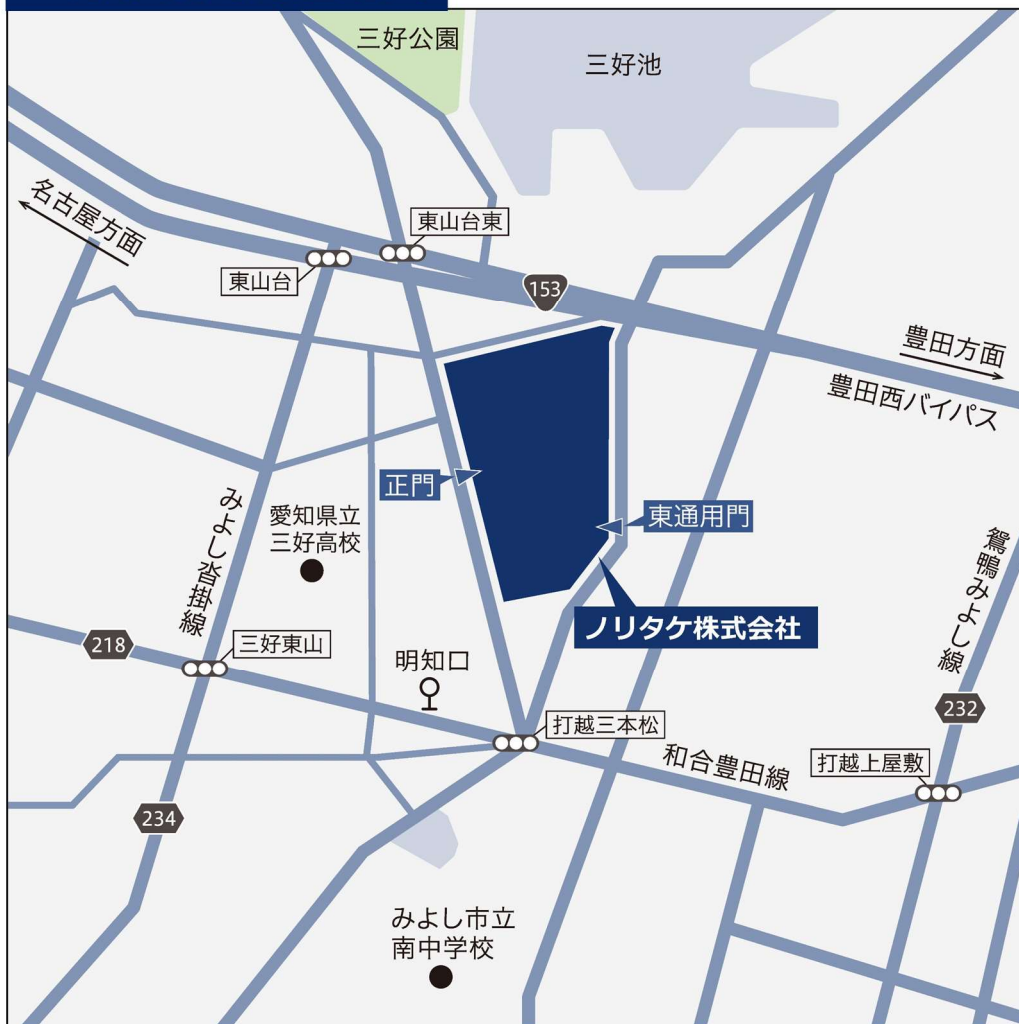 三好公園
三好池
名古屋方面
東山台東
東山台
153
豊田方面
豊田西バイパス
正門
東通用門
愛知県立
三好高校
みよし沓掛線
ノリタケ株式会社
鴛鴨みよし線
218
三好東山
明知口
232
打越三本松
和合豊田線
打越上屋敷
234
みよし市立
南中学校